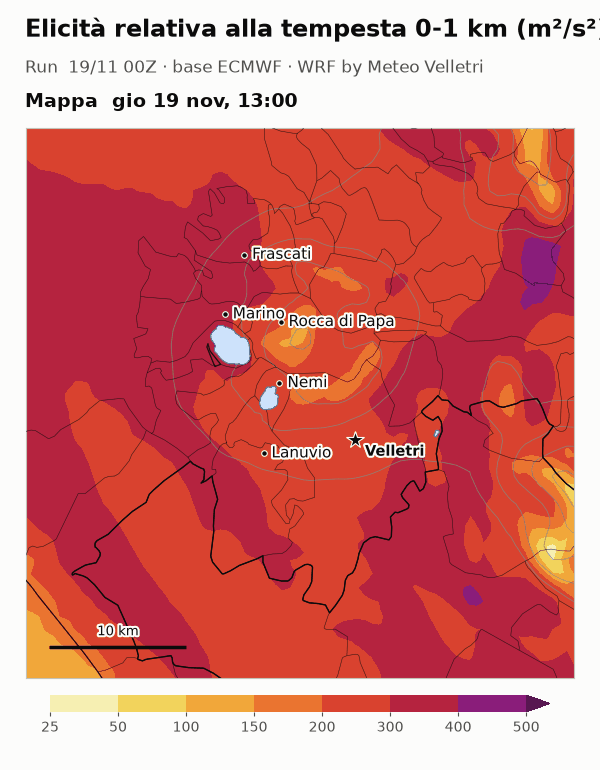 Elicità relativa alla tempesta 0-1 km (m²/s²)
Run  19/11 00Z · base ECMWF · WRF by Meteo Velletri
Mappa  gio 19 nov, 13:00
Frascati
Marino
Rocca di Papa
Nemi
Velletri
Lanuvio
10 km
25 50 100 150 200 300 400 500